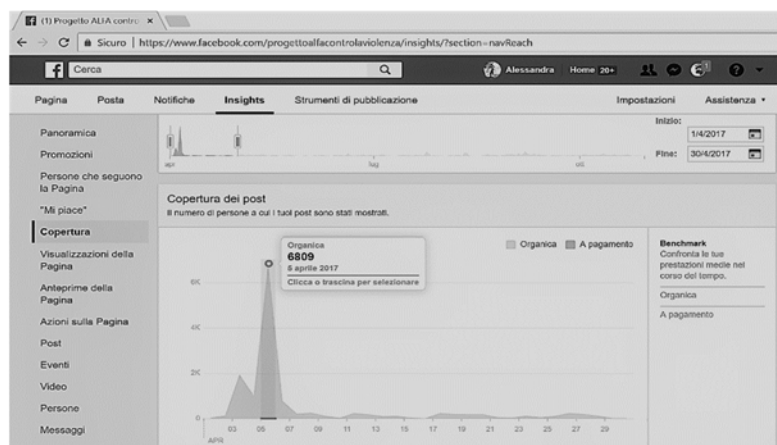 (1) Progetto ALFA contro ×
Sicuro | https://www.facebook.com/progettoalfacontrolaviolenza/insights/?section=navReach
Cerca
Alessandra Home 20+
Pagina Posta Notifiche Insights Strumenti di pubblicazione Impostazioni Assistenza
Panoramica
Promozioni
Persone che seguono
la Pagina
"Mi piace"
Copertura
Visualizzazioni della
Pagina
Anteprime della
Pagina
Azioni sulla Pagina
Post
Eventi
Video
Persone
Messaggi
Inizio:
1/4/2017
Fine: 30/4/2017
apr lug ott
Copertura dei post
Il numero di persone a cui i tuoi post sono stati mostrati.
Organica
6809
5 aprile 2017
Clicca o trascina per selezionare
Organica A pagamento
6K
4K
2K
0
03 05 07 09 11 13 15 17 19 21 23 25 27 29
APR
Benchmark
Confronta le tue
prestazioni medie nel
corso del tempo.
Organica
A pagamento